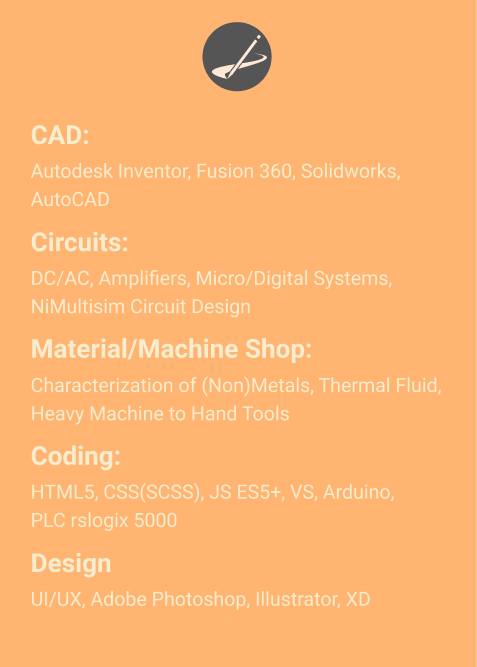 CAD:
Autodesk Inventor, Fusion 360, Solidworks,
AutoCAD
Circuits:
DC/AC, Amplifiers, Micro/Digital Systems,
NiMultisim Circuit Design
Material/Machine Shop:
Characterization of (Non)Metals, Thermal Fluid,
Heavy Machine to Hand Tools
Coding:
HTML5, CSS(SCSS), JS ES5+, VS, Arduino,
PLC rslogix 5000
Design
UI/UX, Adobe Photoshop, Illustrator, XD